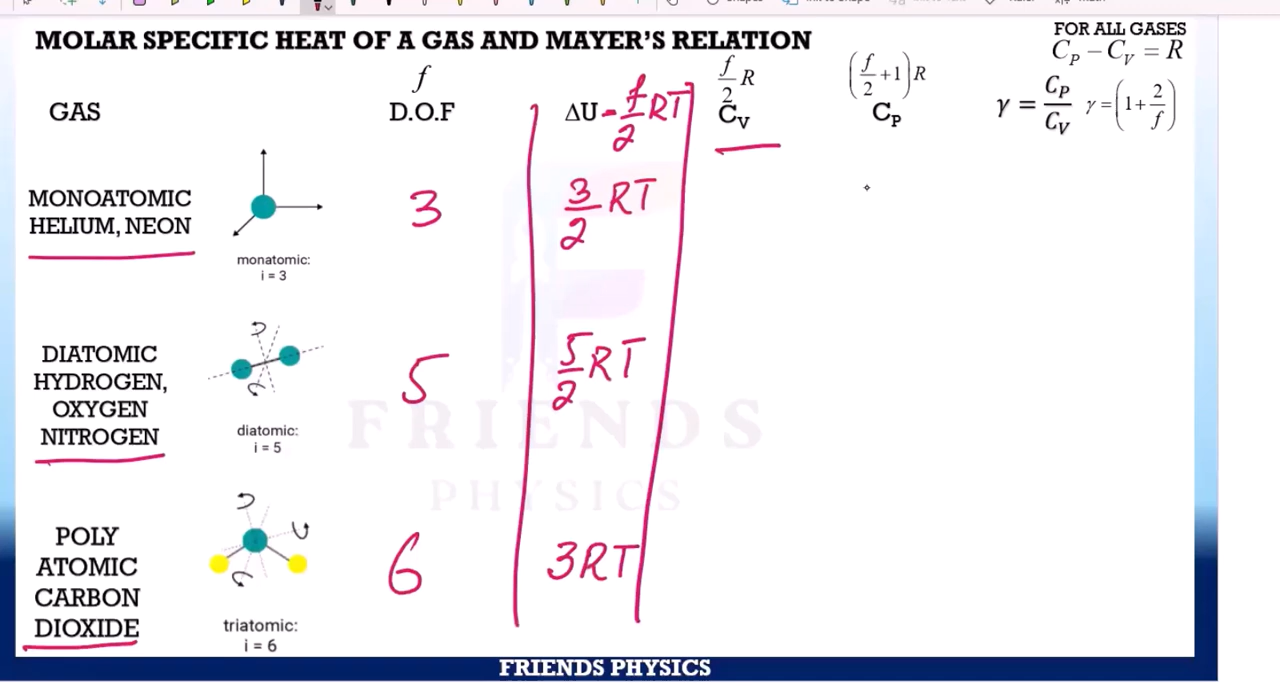 MOLAR SPECIFIC HEAT OF A GAS AND MAYER'S RELATION
FOR ALL GASES
C_P − C_V = R
GAS
f
D.O.F
ΔU = f/2 RT
f/2 R
C_V
(f/2 + 1) R
C_P
γ = C_P/C_V γ = (1 + 2/f)
MONOATOMIC
HELIUM, NEON
monatomic:
i = 3
3
3/2 RT
DIATOMIC
HYDROGEN,
OXYGEN
NITROGEN
diatomic:
i = 5
5
5/2 RT
FRIENDS
PHYSICS
POLY
ATOMIC
CARBON
DIOXIDE
triatomic:
i = 6
6
3RT
FRIENDS PHYSICS